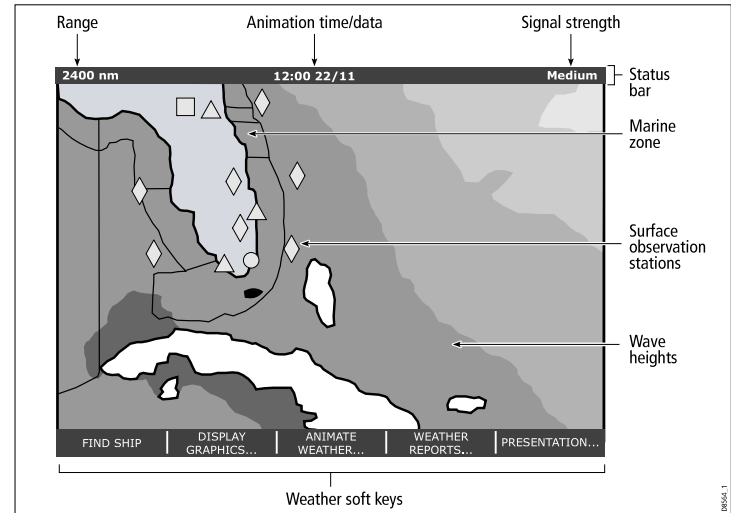 Range
Animation time/data
Signal strength
2400 nm
12:00 22/11
Medium
Status
bar
Marine
zone
Surface
observation
stations
Wave
heights
FIND SHIP
DISPLAY
GRAPHICS...
ANIMATE
WEATHER...
WEATHER
REPORTS...
PRESENTATION...
Weather soft keys
D8564_1